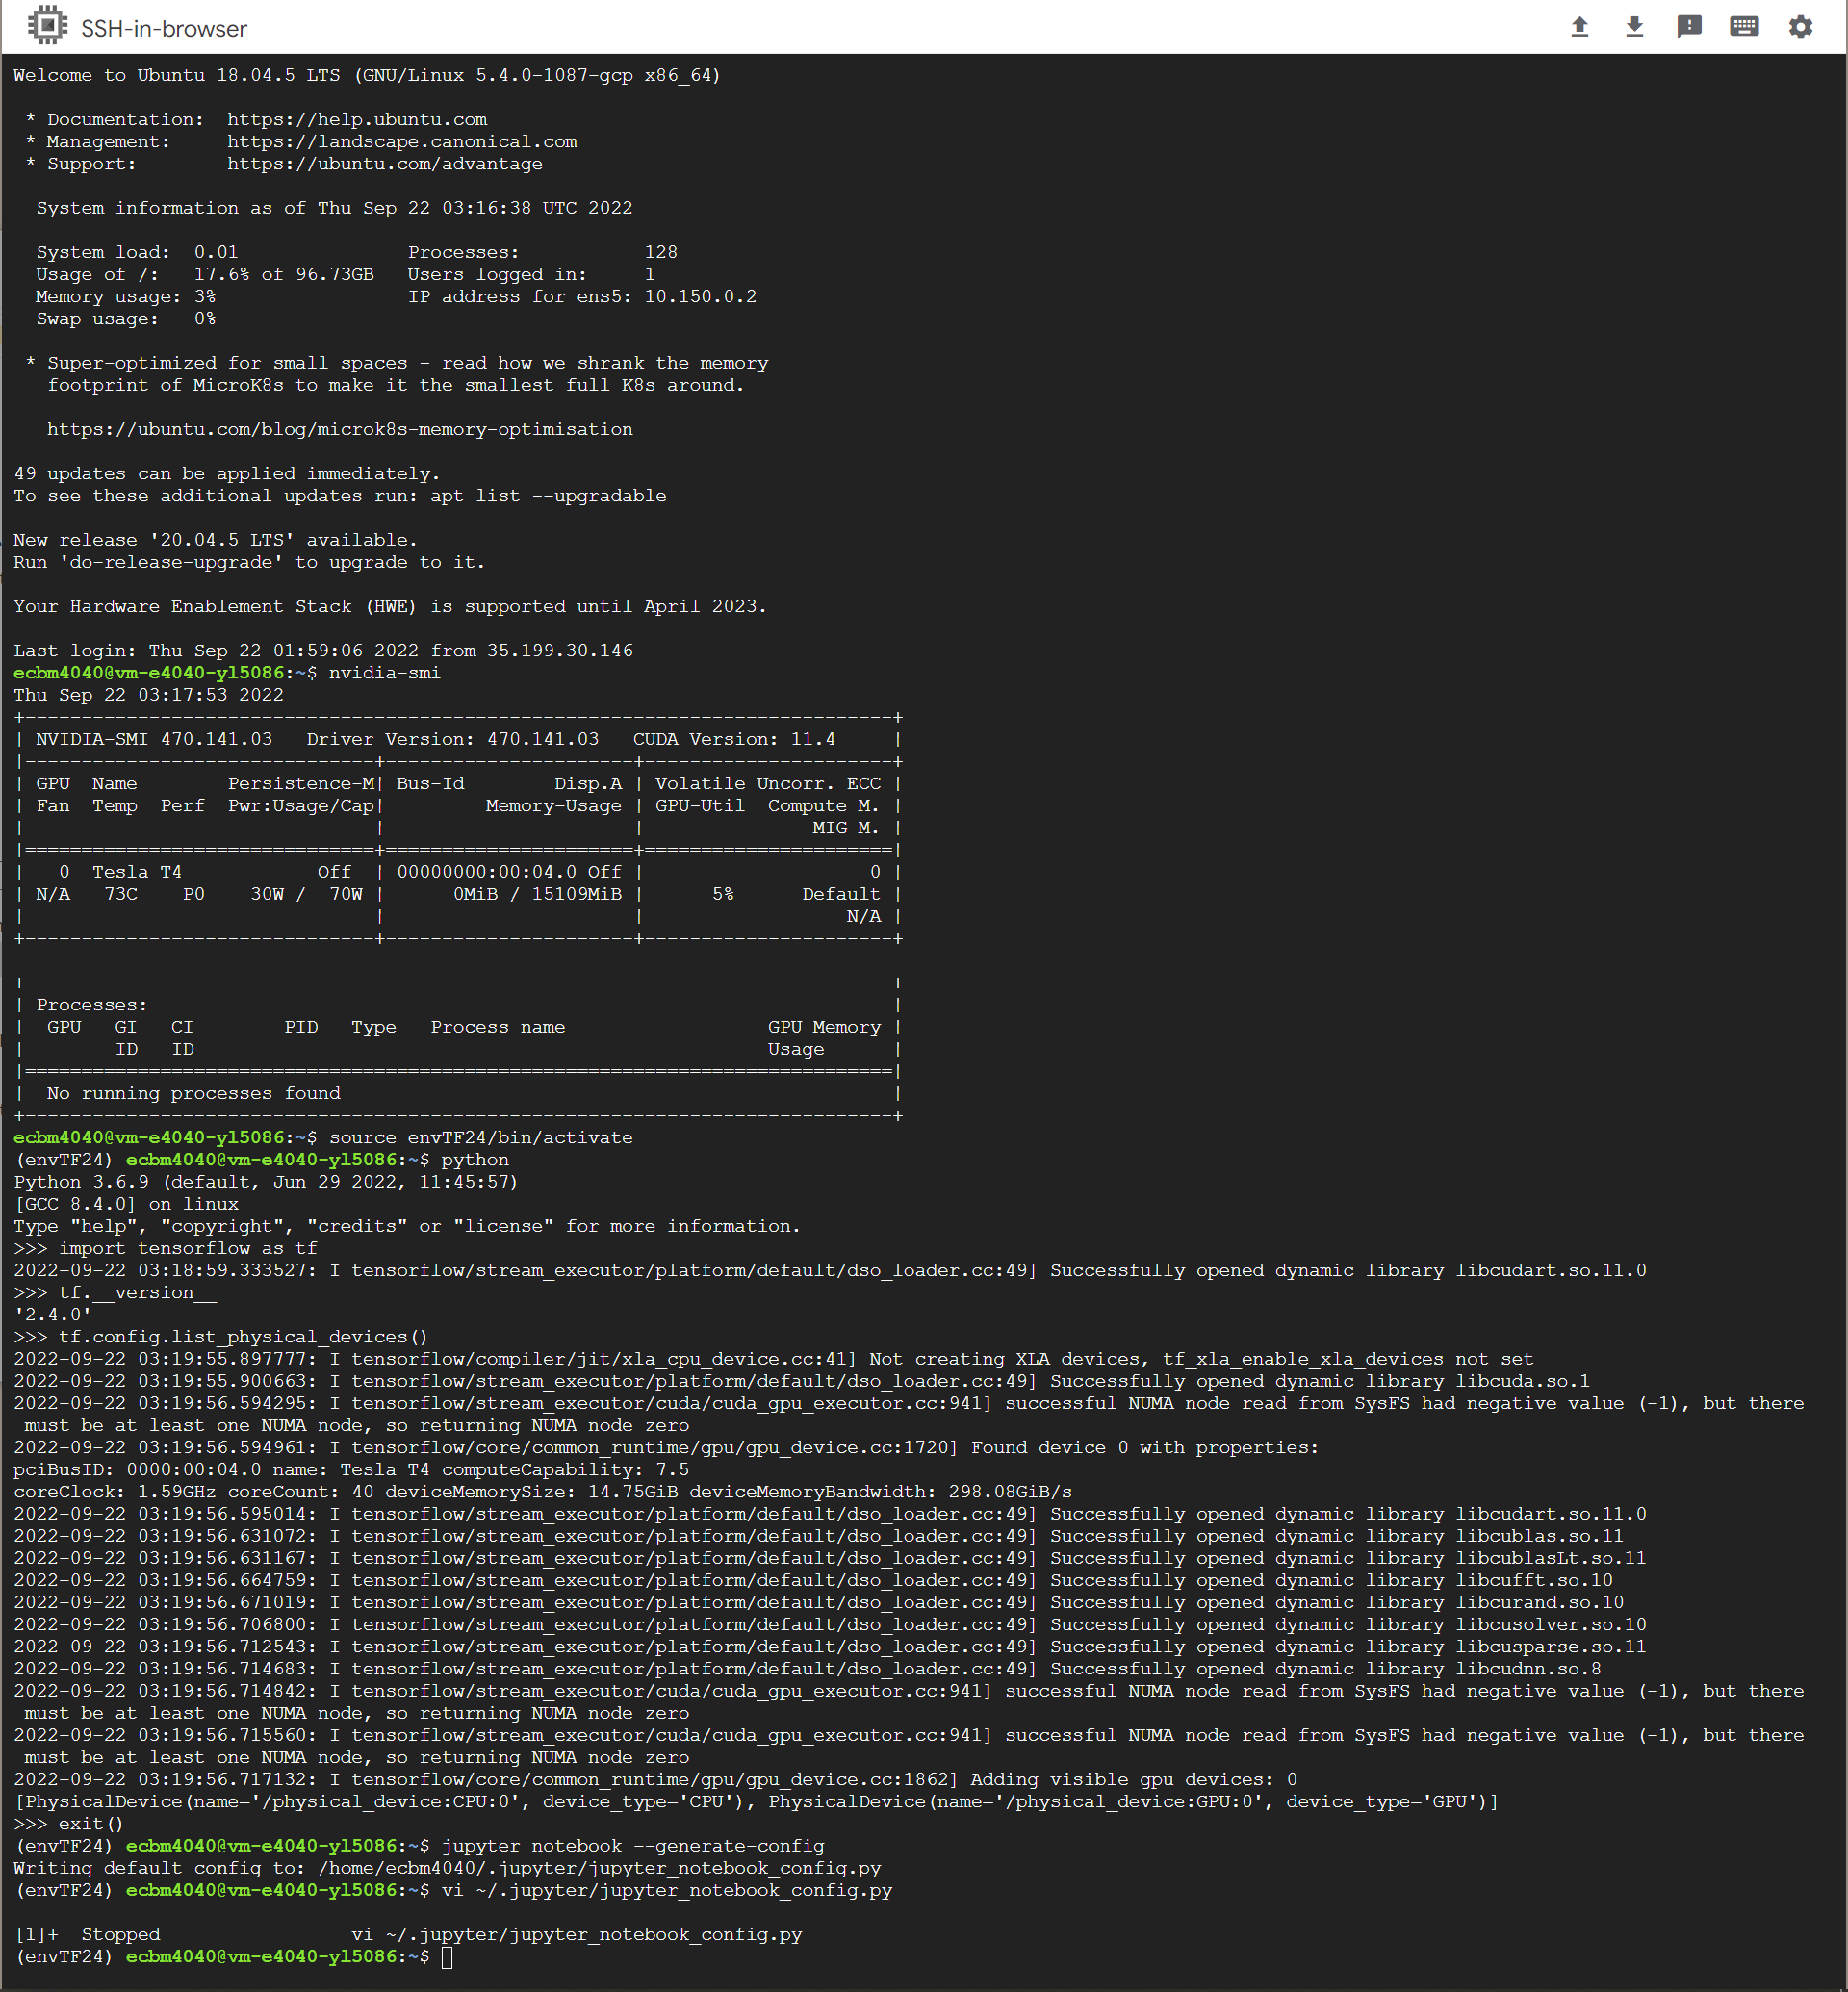 SSH-in-browser
Welcome to Ubuntu 18.04.5 LTS (GNU/Linux 5.4.0-1087-gcp x86_64)
 * Documentation:  https://help.ubuntu.com
 * Management:     https://landscape.canonical.com
 * Support:        https://ubuntu.com/advantage
  System information as of Thu Sep 22 03:16:38 UTC 2022
  System load:  0.01               Processes:           128
  Usage of /:   17.6% of 96.73GB   Users logged in:     1
  Memory usage: 3%                 IP address for ens5: 10.150.0.2
  Swap usage:   0%
 * Super-optimized for small spaces - read how we shrank the memory
   footprint of MicroK8s to make it the smallest full K8s around.
   https://ubuntu.com/blog/microk8s-memory-optimisation
49 updates can be applied immediately.
To see these additional updates run: apt list --upgradable
New release '20.04.5 LTS' available.
Run 'do-release-upgrade' to upgrade to it.
Your Hardware Enablement Stack (HWE) is supported until April 2023.
Last login: Thu Sep 22 01:59:06 2022 from 35.199.30.146
ecbm4040@vm-e4040-yl5086:~$ nvidia-smi
Thu Sep 22 03:17:53 2022
+-----------------------------------------------------------------------------+
| NVIDIA-SMI 470.141.03   Driver Version: 470.141.03   CUDA Version: 11.4     |
|-------------------------------+----------------------+----------------------+
| GPU  Name        Persistence-M| Bus-Id        Disp.A | Volatile Uncorr. ECC |
| Fan  Temp  Perf  Pwr:Usage/Cap|         Memory-Usage | GPU-Util  Compute M. |
|                               |                      |               MIG M. |
|===============================+======================+======================|
|   0  Tesla T4            Off  | 00000000:00:04.0 Off |                    0 |
| N/A   73C    P0    30W /  70W |      0MiB / 15109MiB |      5%      Default |
|                               |                      |                  N/A |
+-------------------------------+----------------------+----------------------+
+-----------------------------------------------------------------------------+
| Processes:                                                                  |
|  GPU   GI   CI        PID   Type   Process name                  GPU Memory |
|        ID   ID                                                   Usage      |
|=============================================================================|
|  No running processes found                                                 |
+-----------------------------------------------------------------------------+
ecbm4040@vm-e4040-yl5086:~$ source envTF24/bin/activate
(envTF24) ecbm4040@vm-e4040-yl5086:~$ python
Python 3.6.9 (default, Jun 29 2022, 11:45:57)
[GCC 8.4.0] on linux
Type "help", "copyright", "credits" or "license" for more information.
>>> import tensorflow as tf
2022-09-22 03:18:59.333527: I tensorflow/stream_executor/platform/default/dso_loader.cc:49] Successfully opened dynamic library libcudart.so.11.0
>>> tf.__version__
'2.4.0'
>>> tf.config.list_physical_devices()
2022-09-22 03:19:55.897777: I tensorflow/compiler/jit/xla_cpu_device.cc:41] Not creating XLA devices, tf_xla_enable_xla_devices not set
2022-09-22 03:19:55.900663: I tensorflow/stream_executor/platform/default/dso_loader.cc:49] Successfully opened dynamic library libcuda.so.1
2022-09-22 03:19:56.594295: I tensorflow/stream_executor/cuda/cuda_gpu_executor.cc:941] successful NUMA node read from SysFS had negative value (-1), but there
 must be at least one NUMA node, so returning NUMA node zero
2022-09-22 03:19:56.594961: I tensorflow/core/common_runtime/gpu/gpu_device.cc:1720] Found device 0 with properties:
pciBusID: 0000:00:04.0 name: Tesla T4 computeCapability: 7.5
coreClock: 1.59GHz coreCount: 40 deviceMemorySize: 14.75GiB deviceMemoryBandwidth: 298.08GiB/s
2022-09-22 03:19:56.595014: I tensorflow/stream_executor/platform/default/dso_loader.cc:49] Successfully opened dynamic library libcudart.so.11.0
2022-09-22 03:19:56.631072: I tensorflow/stream_executor/platform/default/dso_loader.cc:49] Successfully opened dynamic library libcublas.so.11
2022-09-22 03:19:56.631167: I tensorflow/stream_executor/platform/default/dso_loader.cc:49] Successfully opened dynamic library libcublasLt.so.11
2022-09-22 03:19:56.664759: I tensorflow/stream_executor/platform/default/dso_loader.cc:49] Successfully opened dynamic library libcufft.so.10
2022-09-22 03:19:56.671019: I tensorflow/stream_executor/platform/default/dso_loader.cc:49] Successfully opened dynamic library libcurand.so.10
2022-09-22 03:19:56.706800: I tensorflow/stream_executor/platform/default/dso_loader.cc:49] Successfully opened dynamic library libcusolver.so.10
2022-09-22 03:19:56.712543: I tensorflow/stream_executor/platform/default/dso_loader.cc:49] Successfully opened dynamic library libcusparse.so.11
2022-09-22 03:19:56.714683: I tensorflow/stream_executor/platform/default/dso_loader.cc:49] Successfully opened dynamic library libcudnn.so.8
2022-09-22 03:19:56.714842: I tensorflow/stream_executor/cuda/cuda_gpu_executor.cc:941] successful NUMA node read from SysFS had negative value (-1), but there
 must be at least one NUMA node, so returning NUMA node zero
2022-09-22 03:19:56.715560: I tensorflow/stream_executor/cuda/cuda_gpu_executor.cc:941] successful NUMA node read from SysFS had negative value (-1), but there
 must be at least one NUMA node, so returning NUMA node zero
2022-09-22 03:19:56.717132: I tensorflow/core/common_runtime/gpu/gpu_device.cc:1862] Adding visible gpu devices: 0
[PhysicalDevice(name='/physical_device:CPU:0', device_type='CPU'), PhysicalDevice(name='/physical_device:GPU:0', device_type='GPU')]
>>> exit()
(envTF24) ecbm4040@vm-e4040-yl5086:~$ jupyter notebook --generate-config
Writing default config to: /home/ecbm4040/.jupyter/jupyter_notebook_config.py
(envTF24) ecbm4040@vm-e4040-yl5086:~$ vi ~/.jupyter/jupyter_notebook_config.py
[1]+  Stopped                 vi ~/.jupyter/jupyter_notebook_config.py
(envTF24) ecbm4040@vm-e4040-yl5086:~$